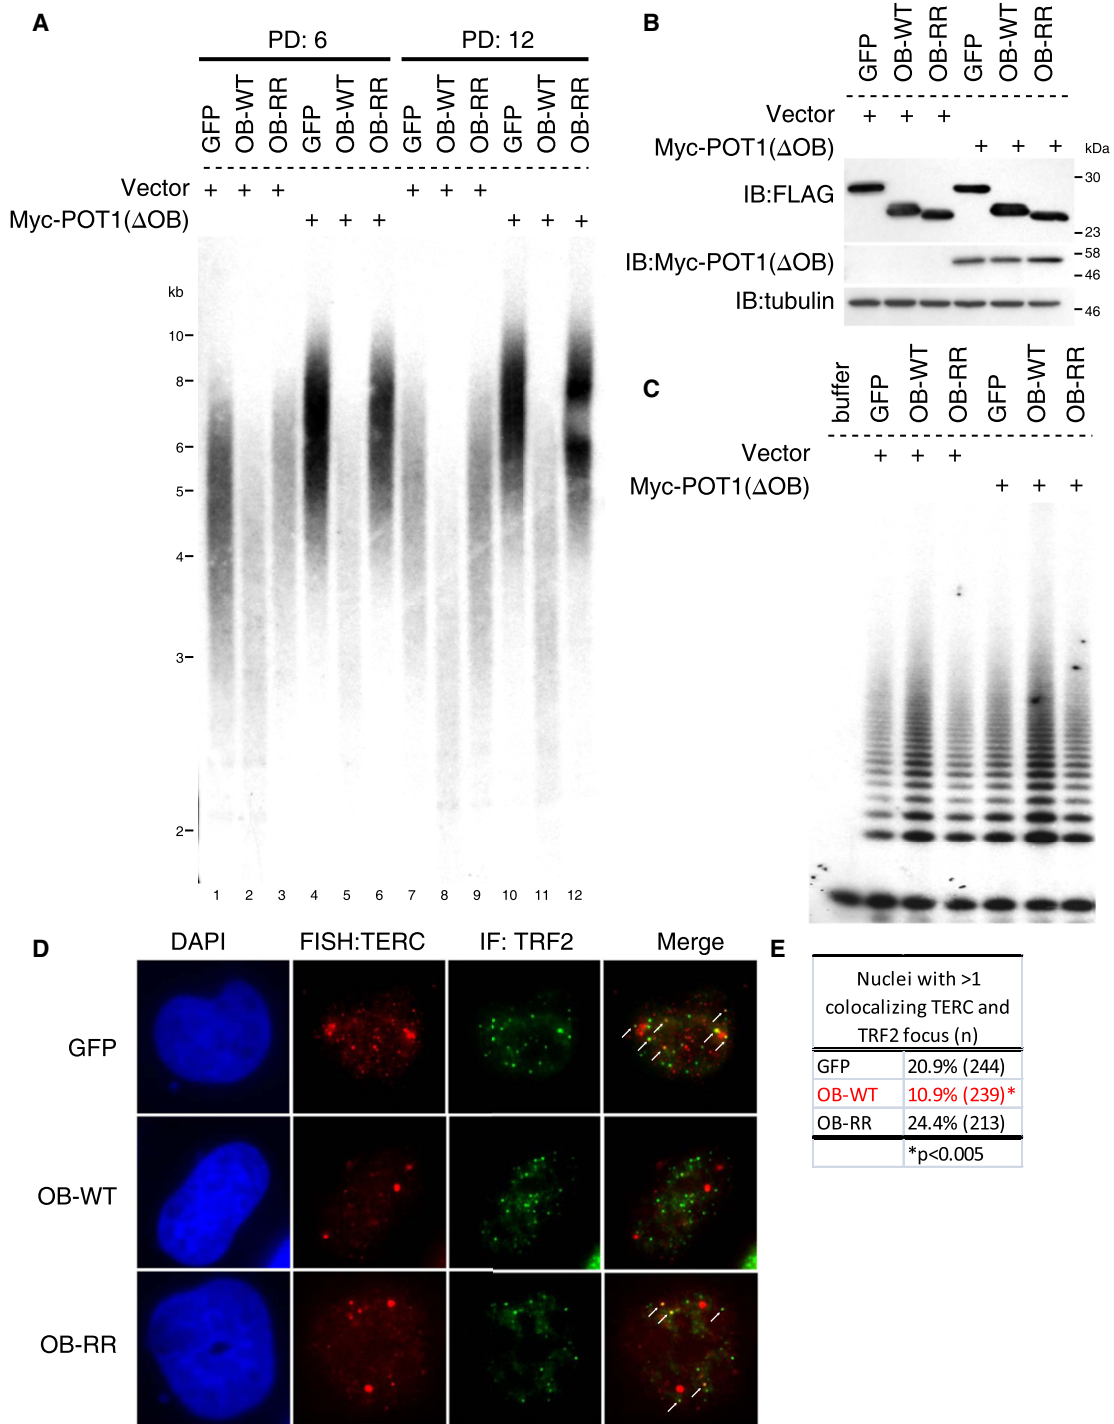 A
PD: 6
PD: 12
GFP
OB-WT
OB-RR
GFP
OB-WT
OB-RR
GFP
OB-WT
OB-RR
GFP
OB-WT
OB-RR
Vector + + + + + +
Myc-POT1(ΔOB) + + + + + +
kb
10
8
6
5
4
3
2
1 2 3 4 5 6 7 8 9 10 11 12
B
GFP
OB-WT
OB-RR
GFP
OB-WT
OB-RR
Vector + + +
Myc-POT1(ΔOB) + + +
kDa
IB:FLAG
30
23
IB:Myc-POT1(ΔOB)
58
46
IB:tubulin
46
C
buffer
GFP
OB-WT
OB-RR
GFP
OB-WT
OB-RR
Vector + + +
Myc-POT1(ΔOB) + + +
D
DAPI FISH:TERC IF: TRF2 Merge
GFP
OB-WT
OB-RR
E
Nuclei with >1
colocalizing TERC and
TRF2 focus (n)
GFP 20.9% (244)
OB-WT 10.9% (239)*
OB-RR 24.4% (213)
*p<0.005